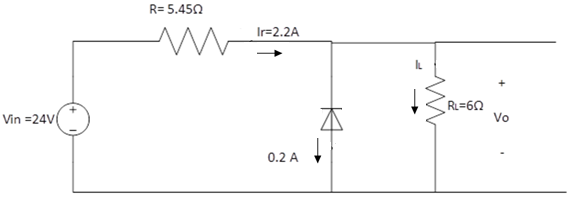 R= 5.45Ω
Ir=2.2A
Vin =24V
+
−
0.2 A
IL
RL=6Ω
+
Vo
-